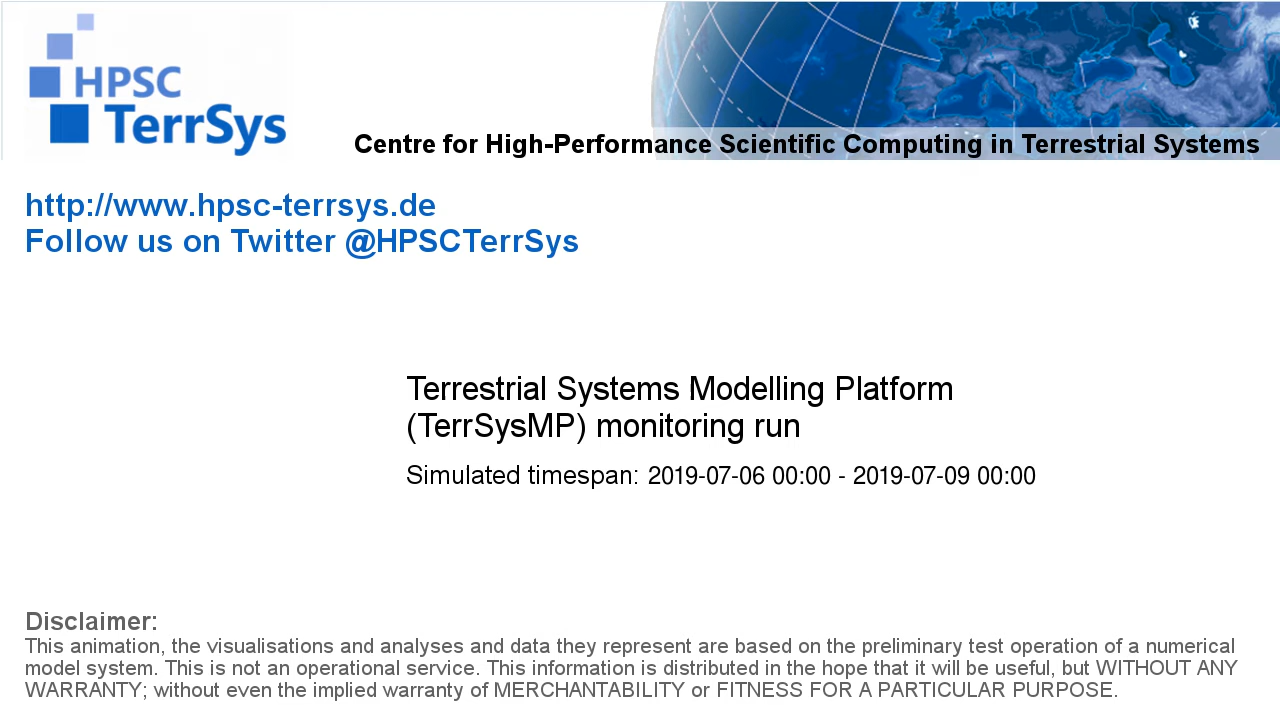 HPSC
TerrSys
Centre for High-Performance Scientific Computing in Terrestrial Systems
http://www.hpsc-terrsys.de
Follow us on Twitter @HPSCTerrSys
Terrestrial Systems Modelling Platform
(TerrSysMP) monitoring run
Simulated timespan: 2019-07-06 00:00 - 2019-07-09 00:00
Disclaimer:
This animation, the visualisations and analyses and data they represent are based on the preliminary test operation of a numerical
model system. This is not an operational service. This information is distributed in the hope that it will be useful, but WITHOUT ANY
WARRANTY; without even the implied warranty of MERCHANTABILITY or FITNESS FOR A PARTICULAR PURPOSE.